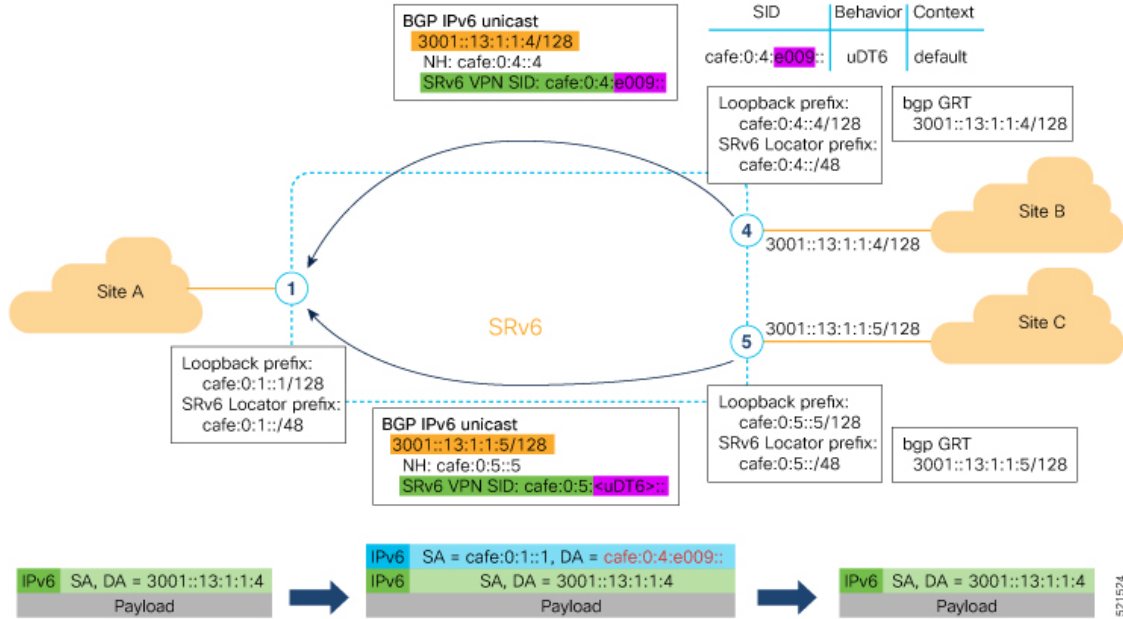 BGP IPv6 unicast
3001::13:1:1:4/128
NH: cafe:0:4::4
SRv6 VPN SID: cafe:0:4:e009::
SID Behavior Context
cafe:0:4:e009:: uDT6 default
Loopback prefix:
cafe:0:4::4/128
SRv6 Locator prefix:
cafe:0:4::/48
bgp GRT
3001::13:1:1:4/128
Site B
4
3001::13:1:1:4/128
Site A
1
SRv6
5
3001::13:1:1:5/128
Site C
Loopback prefix:
cafe:0:1::1/128
SRv6 Locator prefix:
cafe:0:1::/48
BGP IPv6 unicast
3001::13:1:1:5/128
NH: cafe:0:5::5
SRv6 VPN SID: cafe:0:5:<uDT6>::
Loopback prefix:
cafe:0:5::5/128
SRv6 Locator prefix:
cafe:0:5::/48
bgp GRT
3001::13:1:1:5/128
IPv6 SA, DA = 3001::13:1:1:4
Payload
IPv6 SA = cafe:0:1::1, DA = cafe:0:4:e009::
IPv6 SA, DA = 3001::13:1:1:4
Payload
IPv6 SA, DA = 3001::13:1:1:4
Payload
521524